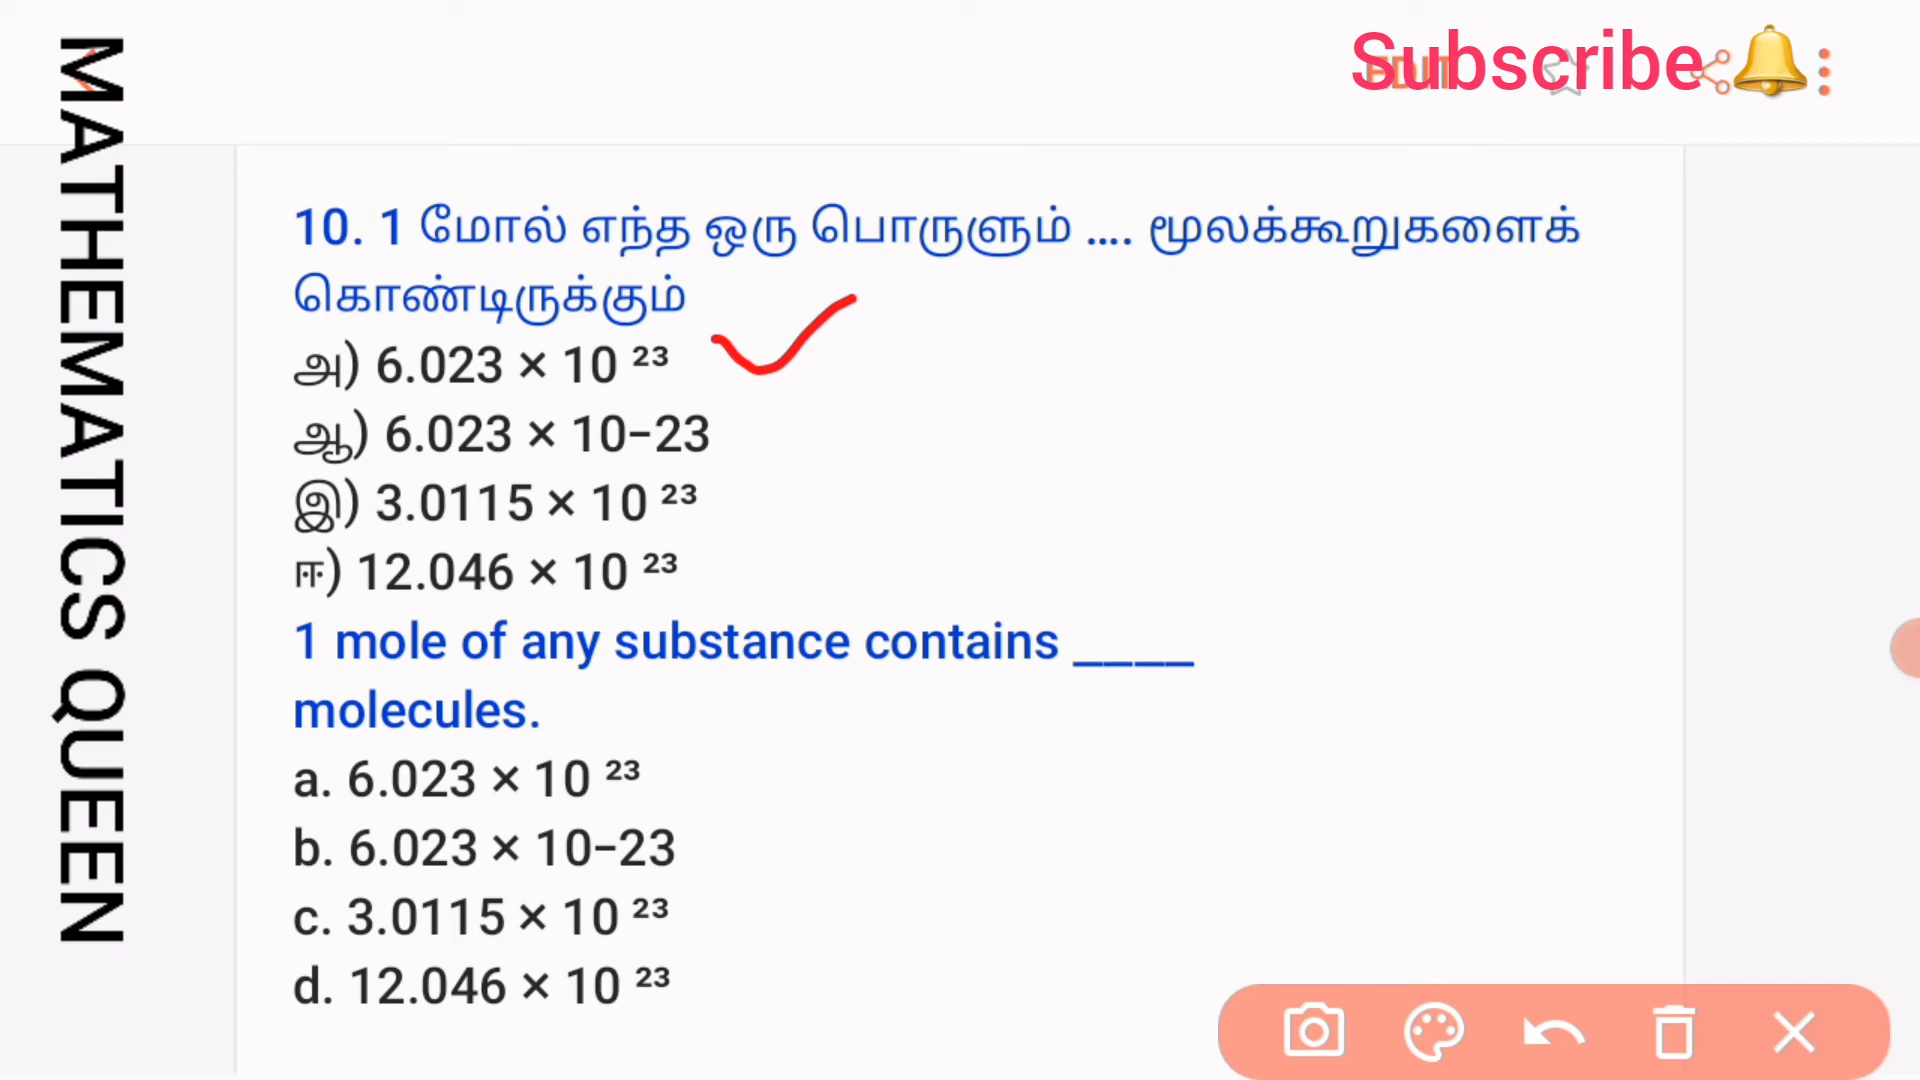 Subscribe 🔔
MATHEMATICS QUEEN
10. 1 மோல் எந்த ஒரு பொருளும் .... மூலக்கூறுகளைக்
கொண்டிருக்கும்
அ) 6.023 × 10 ²³
ஆ) 6.023 × 10−23
இ) 3.0115 × 10 ²³
ஈ) 12.046 × 10 ²³
1 mole of any substance contains ____
molecules.
a. 6.023 × 10 ²³
b. 6.023 × 10−23
c. 3.0115 × 10 ²³
d. 12.046 × 10 ²³